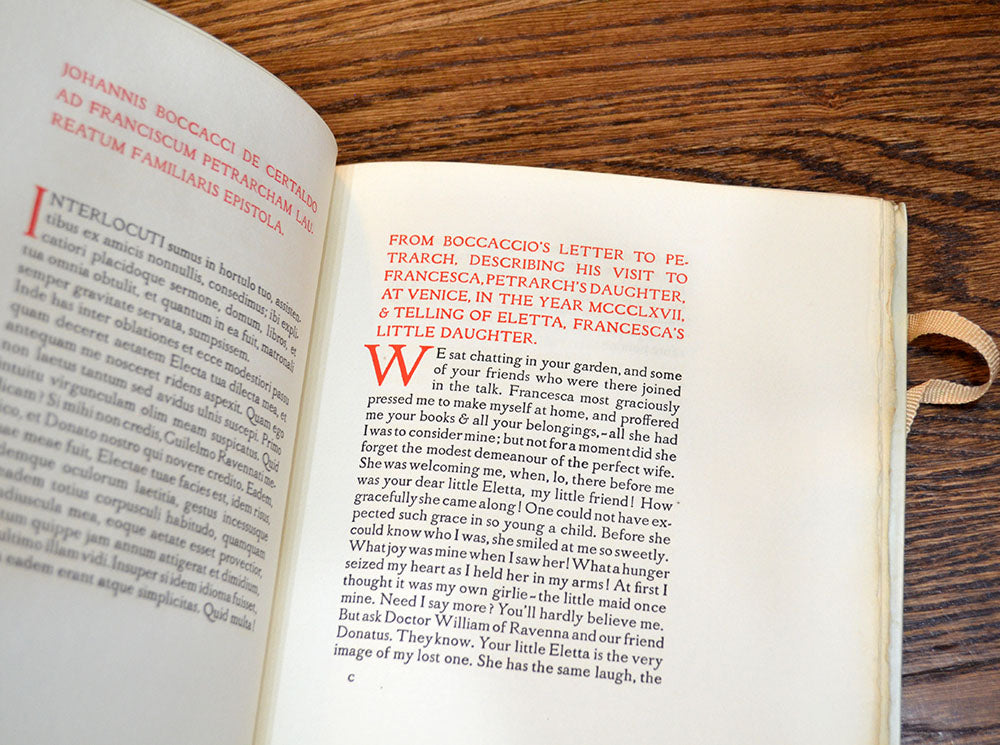 JOHANNIS BOCCACCI DE CERTALDO
AD FRANCISCUM PETRARCHAM LAU-
REATUM FAMILIARIS EPISTOLA.
INTERLOCUTI sumus in hortulo tuo, assisten-
tibus ex amicis nonnullis, consedimus; ibi expli-
catiori placidoque sermone, domum, libros, et
tua omnia obtulit, et quantum in ea fuit, matronali
semper gravitate servata, sumpsissem.
Inde has inter oblationes et ecce modestiori passu
quam deceret aetatem Electa tua dilecta mea, et
antequam me nosceret ridens aspexit. Quam ego
non laetus tantum sed avidus ulnis suscepi. Primo
intuitu virgunculam olim meam suspicatus. Quid
? Si mihi non credis, Guilelmo Ravennati me-
, et Donato nostro qui novere credito. Eadem,
meae fuit, Electae tuae facies est, idem risus,
oculorum laetitia, gestus incessusque
totius corpusculi habitudo, quamquam
mea, eoque aetate esset provectior,
quippe jam annum attigerat et dimidium,
ultimo illam vidi. Insuper si idem idioma fuisset,
eadem erant atque simplicitas. Quid multa!
FROM BOCCACCIO'S LETTER TO PE-
TRARCH, DESCRIBING HIS VISIT TO
FRANCESCA, PETRARCH'S DAUGHTER,
AT VENICE, IN THE YEAR MCCCLXVII,
& TELLING OF ELETTA, FRANCESCA'S
LITTLE DAUGHTER.
WE sat chatting in your garden, and some
of your friends who were there joined
in the talk. Francesca most graciously
pressed me to make myself at home, and proffered
me your books & all your belongings,-all she had
I was to consider mine; but not for a moment did she
forget the modest demeanour of the perfect wife.
She was welcoming me, when, lo, there before me
was your dear little Eletta, my little friend! How
gracefully she came along! One could not have ex-
pected such grace in so young a child. Before she
could know who I was, she smiled at me so sweetly.
What joy was mine when I saw her! What a hunger
seized my heart as I held her in my arms! At first I
thought it was my own girlie-the little maid once
mine. Need I say more? You'll hardly believe me.
But ask Doctor William of Ravenna and our friend
Donatus. They know. Your little Eletta is the very
image of my lost one. She has the same laugh, the
c